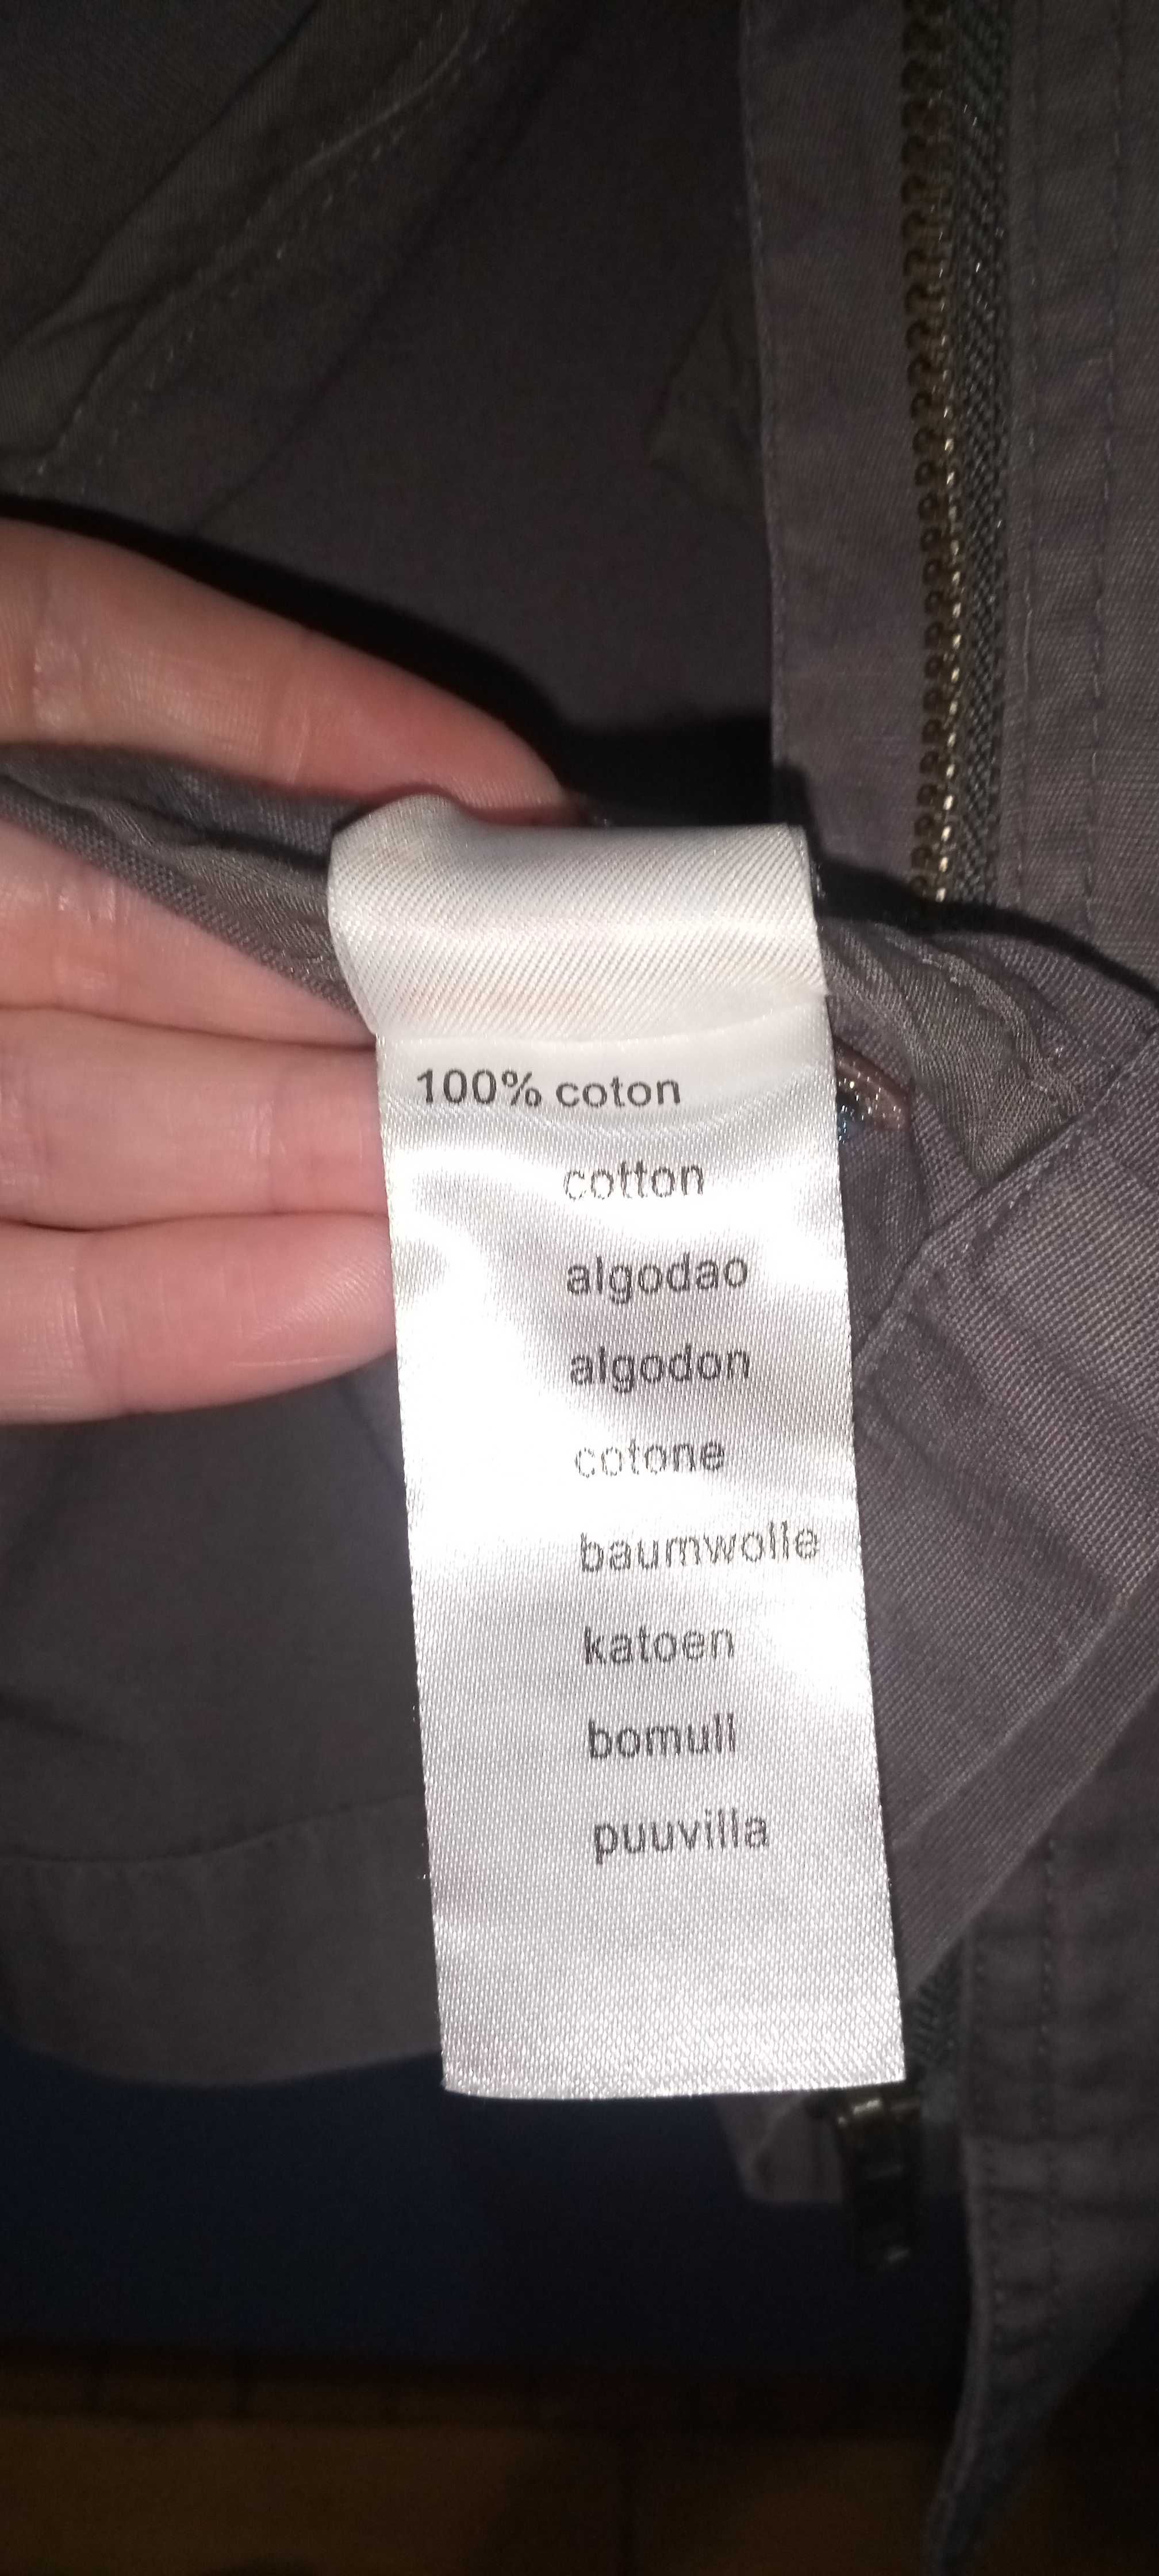 100% coton
cotton
algodao
algodon
cotone
baumwolle
katoen
bomull
puuvilla